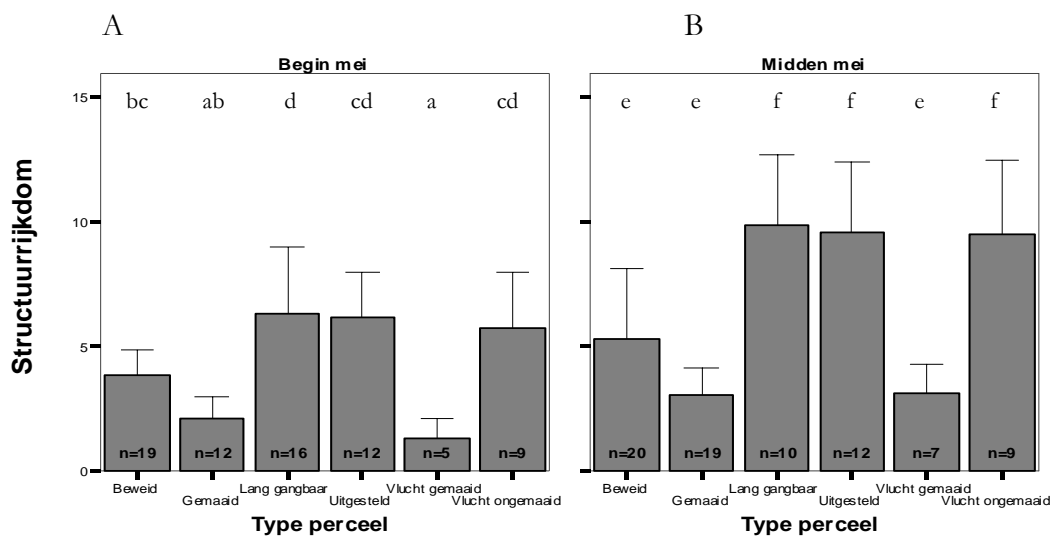 A
B
Begin mei
Midden mei
Structuurrijkdom
15
10
5
0
bc ab d cd a cd
e e f f e f
n=19 n=12 n=16 n=12 n=5 n=9
n=20 n=19 n=10 n=12 n=7 n=9
Beweid Gemaaid Lang gangbaar Uitgesteld Vlucht gemaaid Vlucht ongemaaid
Beweid Gemaaid Lang gangbaar Uitgesteld Vlucht gemaaid Vlucht ongemaaid
Type perceel
Type perceel